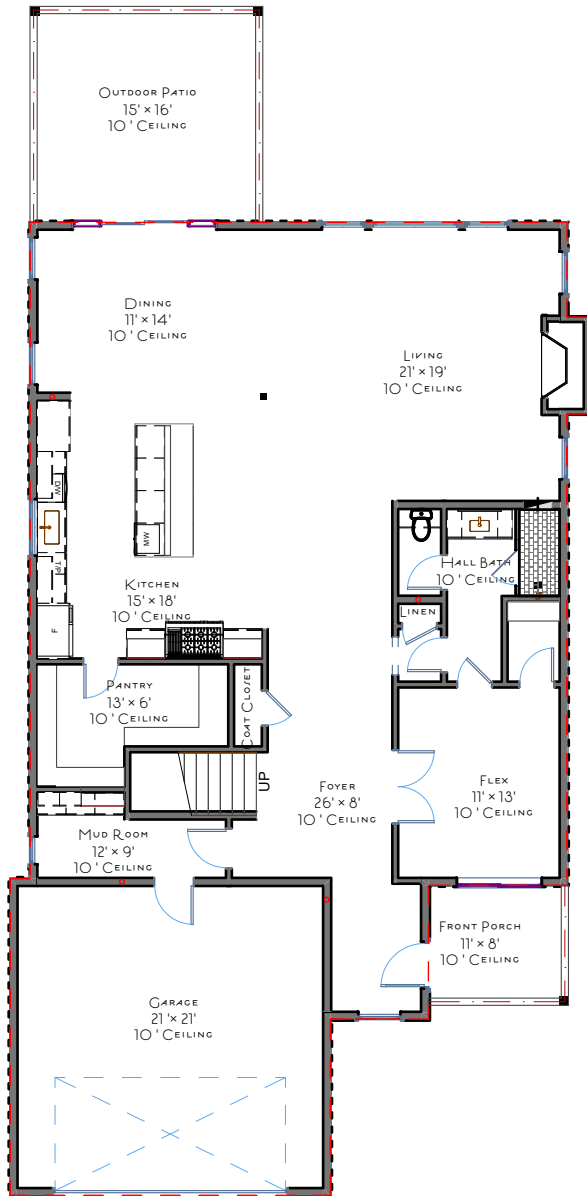 Outdoor Patio
15' × 16'
10 ' Ceiling
Dining
11' × 14'
10 ' Ceiling
Living
21' × 19'
10 ' Ceiling
DW
MW
TP
F
Kitchen
15' × 18'
10 ' Ceiling
Hall Bath
10 ' Ceiling
Linen
Pantry
13' × 6'
10 ' Ceiling
Coat Closet
UP
Foyer
26' × 8'
10 ' Ceiling
Flex
11' × 13'
10 ' Ceiling
Mud Room
12' × 9'
10 ' Ceiling
Front Porch
11' × 8'
10 ' Ceiling
Garage
21' × 21'
10 ' Ceiling